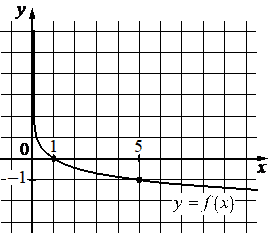 y
0 1 5
x
-1
y = f(x)